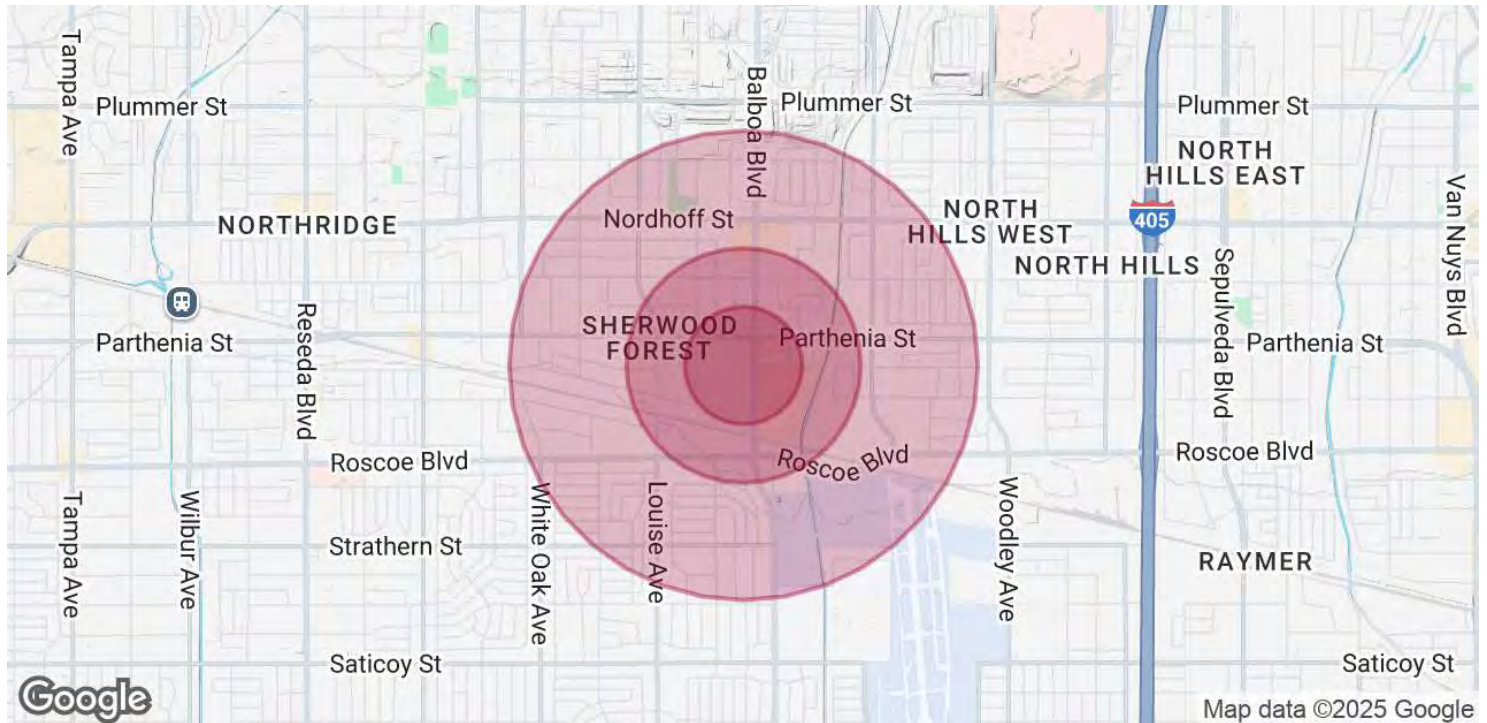 Tampa Ave
Plummer St
Balboa Blvd
Plummer St
Plummer St
NORTH
HILLS EAST
Van Nuys Blvd
NORTHRIDGE
Nordhoff St
NORTH
HILLS WEST
405
NORTH HILLS
Sepulveda Blvd
Reseda Blvd
Parthenia St
SHERWOOD
FOREST
Parthenia St
Parthenia St
Roscoe Blvd
Roscoe Blvd
Roscoe Blvd
Tampa Ave
Wilbur Ave
White Oak Ave
Louise Ave
Woodley Ave
Strathern St
RAYMER
Saticoy St
Saticoy St
Google
Map data ©2025 Google